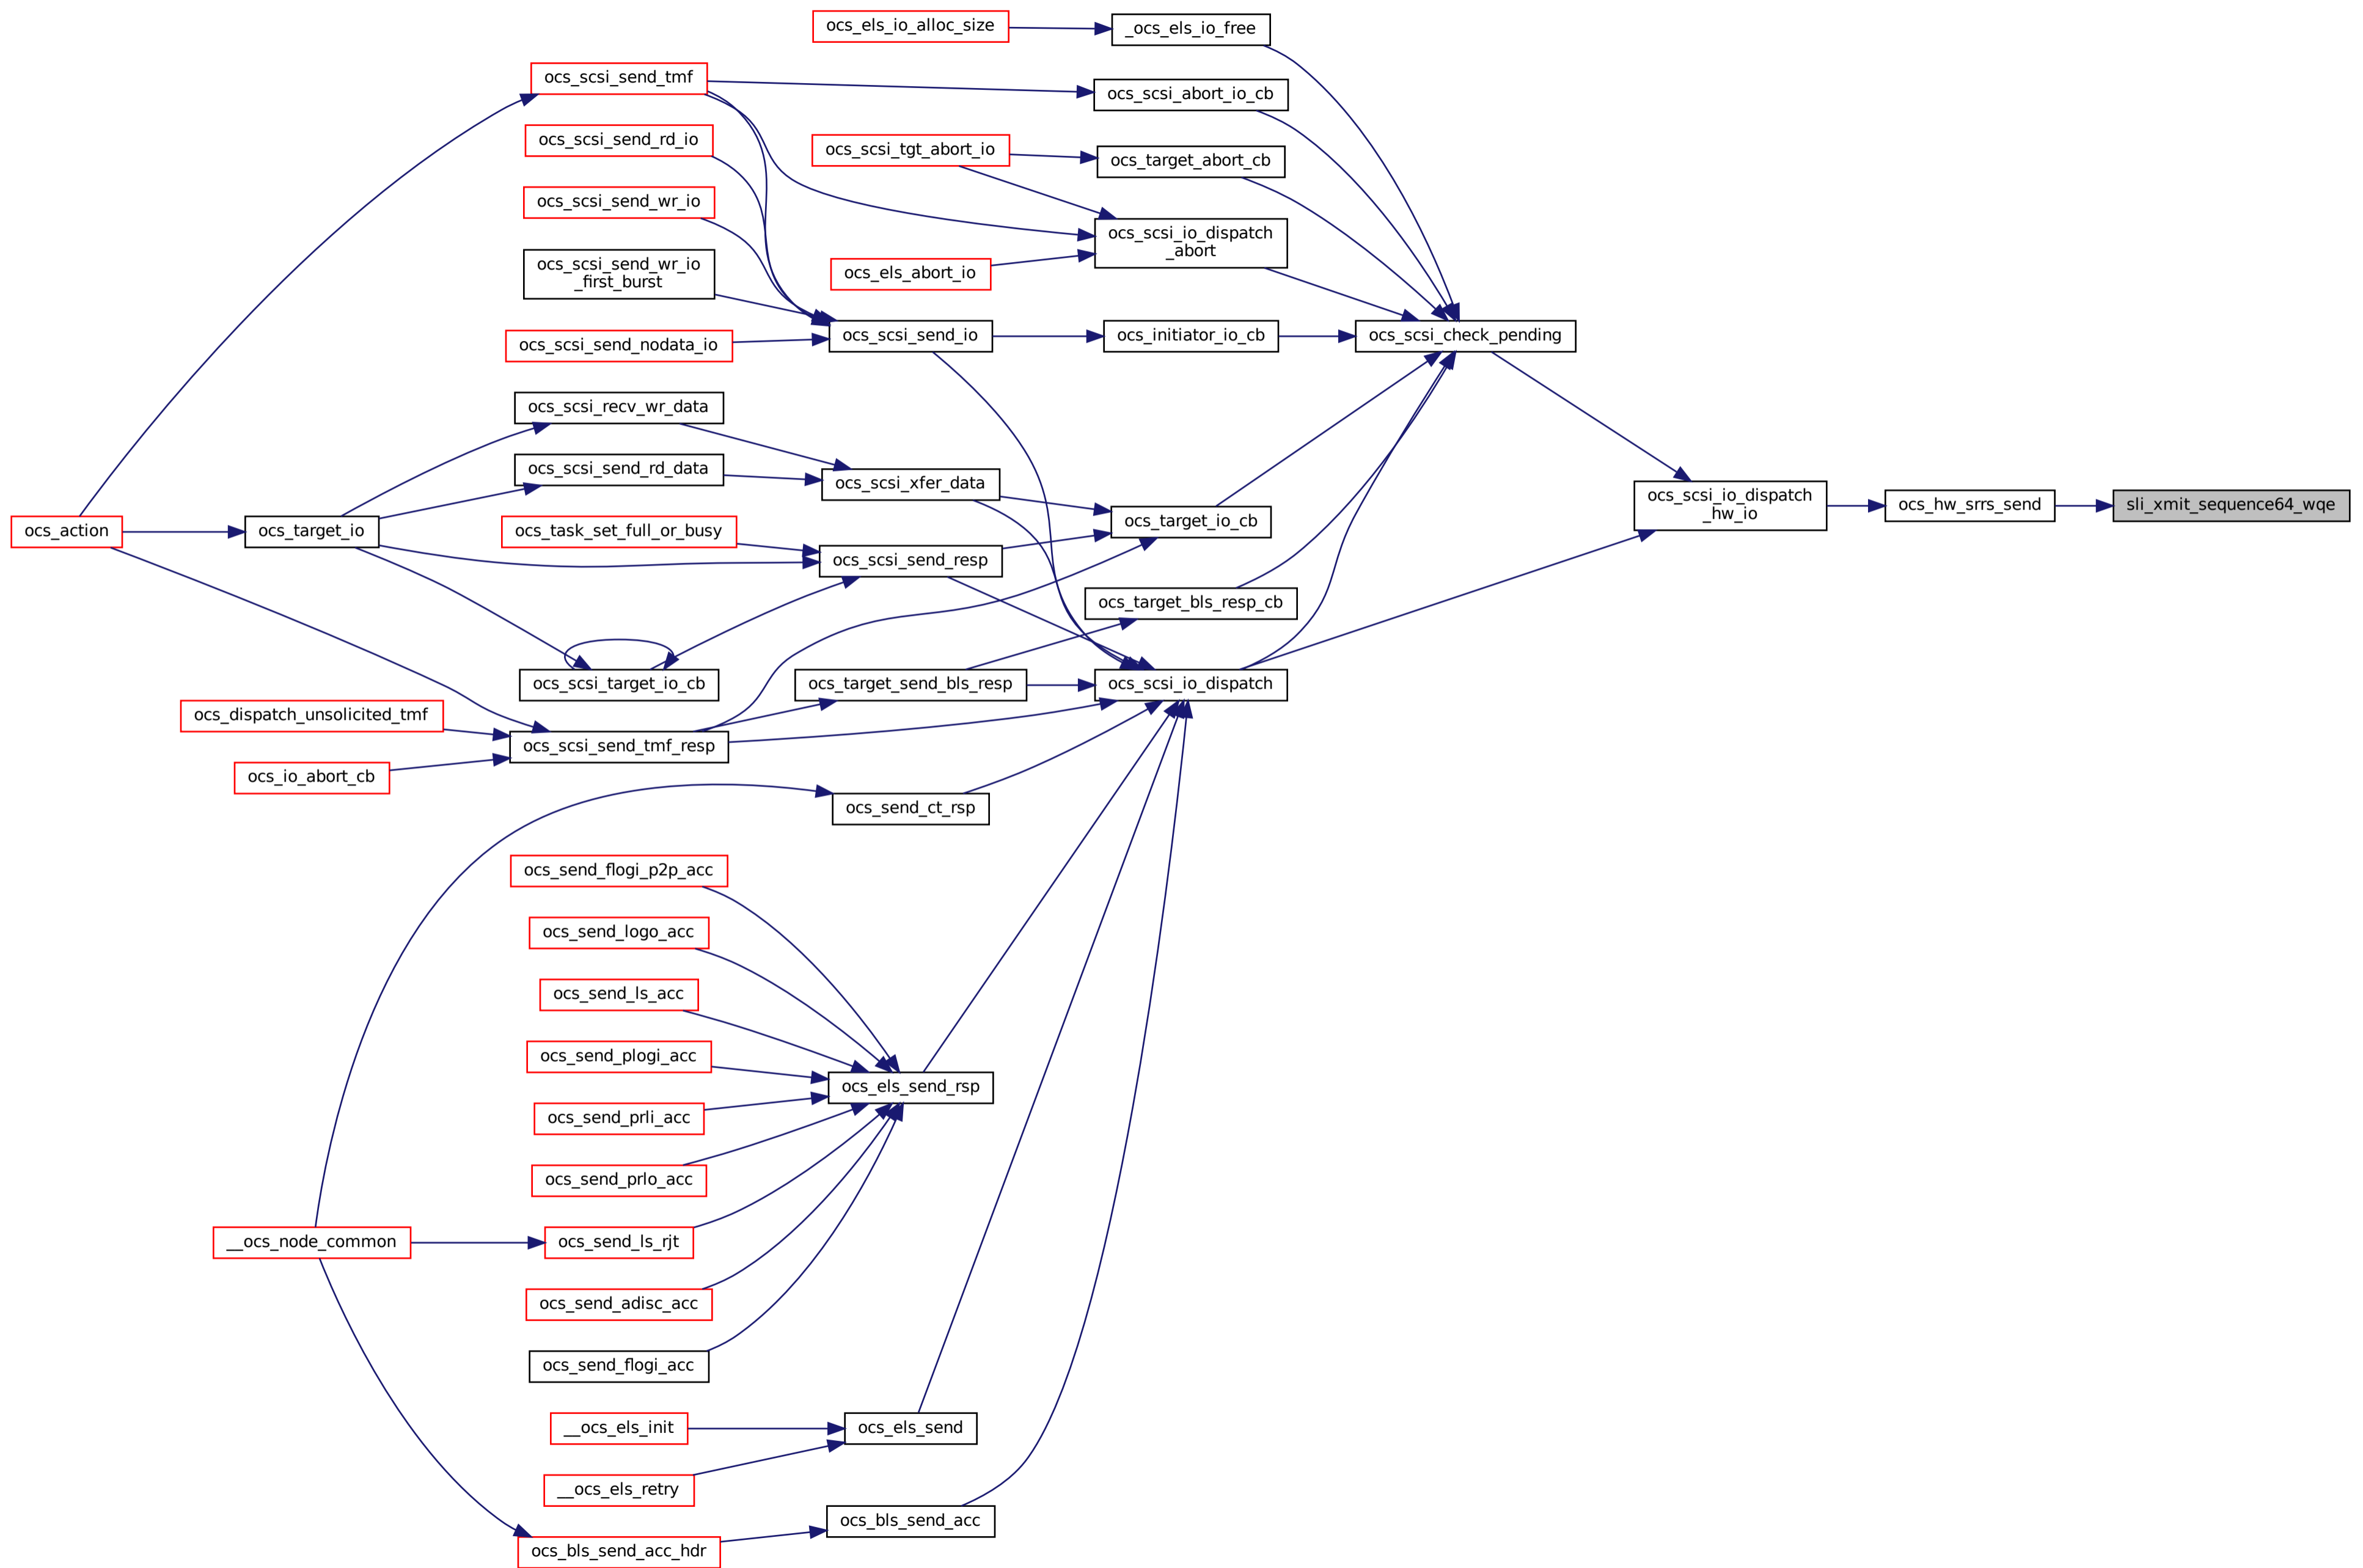 ocs_els_io_alloc_size
_ocs_els_io_free
ocs_scsi_send_tmf
ocs_scsi_abort_io_cb
ocs_scsi_send_rd_io
ocs_scsi_tgt_abort_io
ocs_target_abort_cb
ocs_scsi_send_wr_io
ocs_scsi_io_dispatch
_abort
ocs_scsi_send_wr_io
_first_burst
ocs_els_abort_io
ocs_scsi_send_nodata_io
ocs_scsi_send_io
ocs_initiator_io_cb
ocs_scsi_check_pending
ocs_scsi_recv_wr_data
ocs_scsi_send_rd_data
ocs_scsi_xfer_data
ocs_scsi_io_dispatch
_hw_io
ocs_hw_srrs_send
sli_xmit_sequence64_wqe
ocs_action
ocs_target_io
ocs_task_set_full_or_busy
ocs_target_io_cb
ocs_scsi_send_resp
ocs_target_bls_resp_cb
ocs_scsi_target_io_cb
ocs_target_send_bls_resp
ocs_scsi_io_dispatch
ocs_dispatch_unsolicited_tmf
ocs_scsi_send_tmf_resp
ocs_io_abort_cb
ocs_send_ct_rsp
ocs_send_flogi_p2p_acc
ocs_send_logo_acc
ocs_send_ls_acc
ocs_send_plogi_acc
ocs_els_send_rsp
ocs_send_prli_acc
ocs_send_prlo_acc
__ocs_node_common
ocs_send_ls_rjt
ocs_send_adisc_acc
ocs_send_flogi_acc
__ocs_els_init
ocs_els_send
__ocs_els_retry
ocs_bls_send_acc
ocs_bls_send_acc_hdr